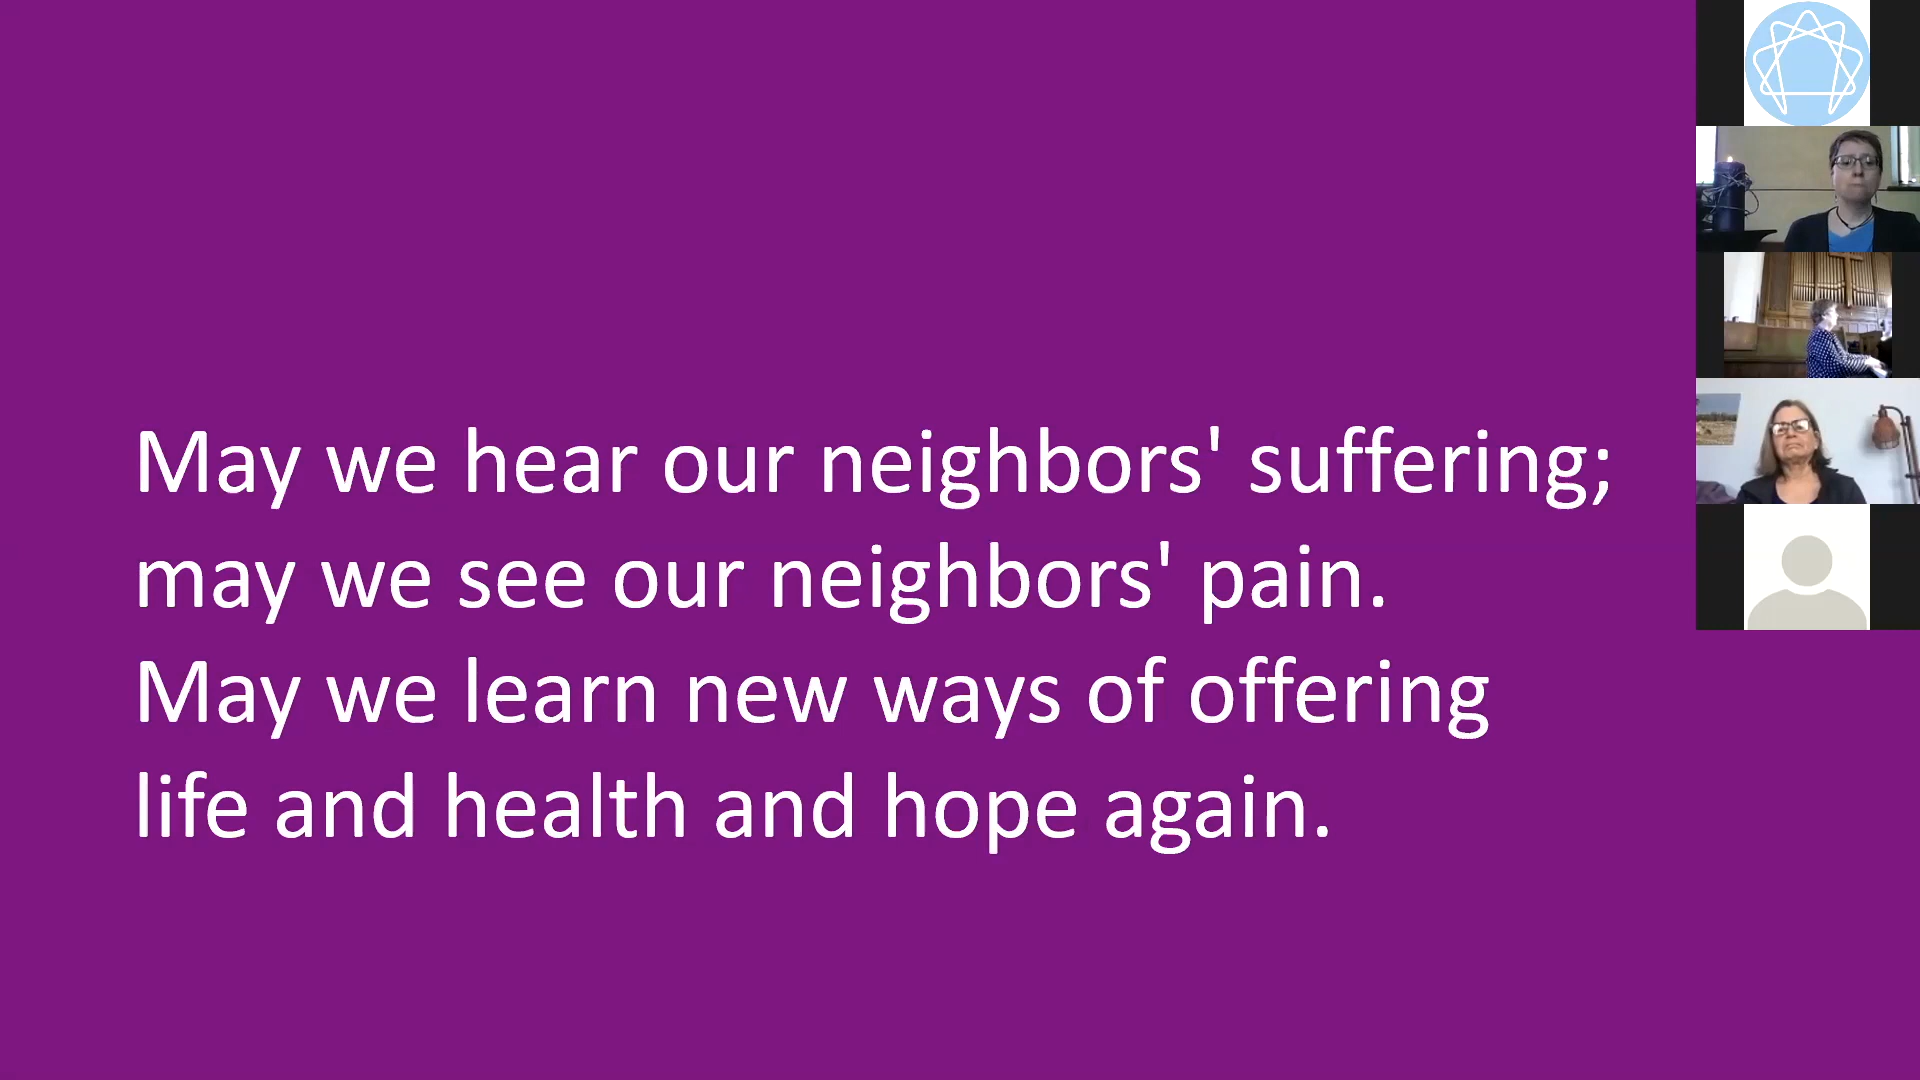 May we hear our neighbors' suffering;
may we see our neighbors' pain.
May we learn new ways of offering
life and health and hope again.